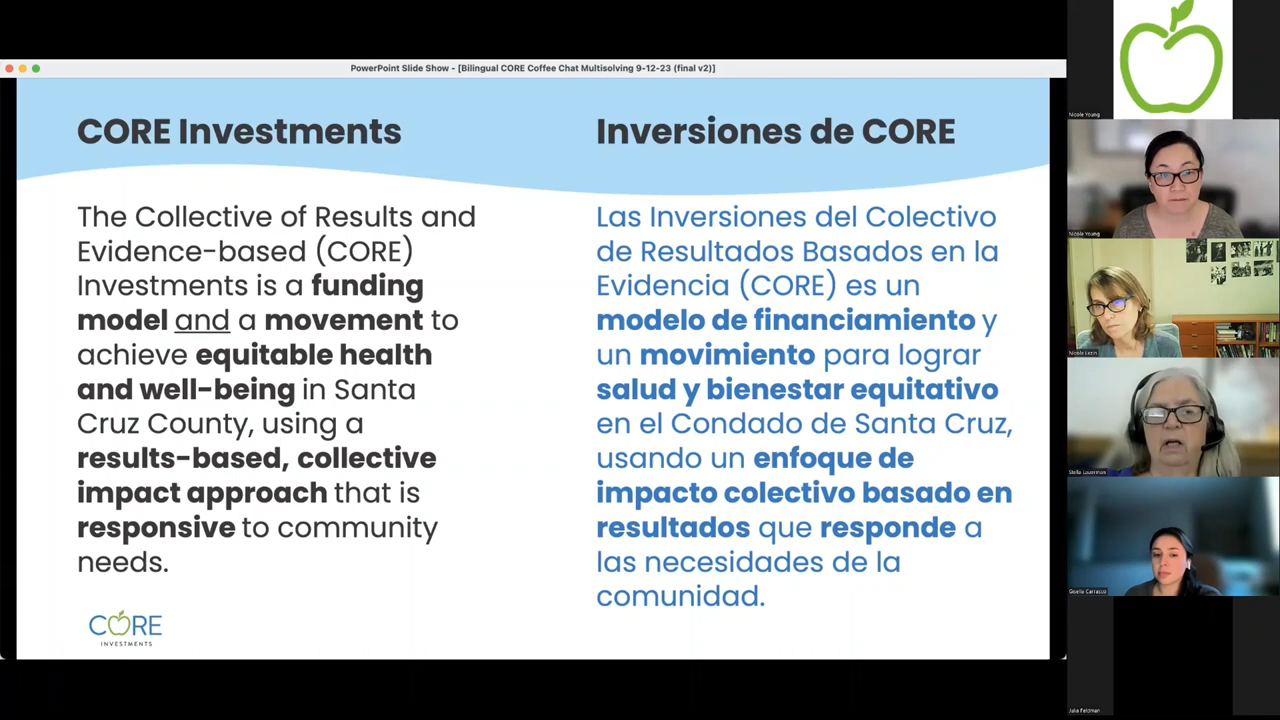 PowerPoint Slide Show - [Bilingual CORE Coffee Chat Multisolving 9-12-23 (final v2)]
CORE Investments
The Collective of Results and
Evidence-based (CORE)
Investments is a funding
model and a movement to
achieve equitable health
and well-being in Santa
Cruz County, using a
results-based, collective
impact approach that is
responsive to community
needs.
CORE
INVESTMENTS
Inversiones de CORE
Las Inversiones del Colectivo
de Resultados Basados en la
Evidencia (CORE) es un
modelo de financiamiento y
un movimiento para lograr
salud y bienestar equitativo
en el Condado de Santa Cruz,
usando un enfoque de
impacto colectivo basado en
resultados que responde a
las necesidades de la
comunidad.
Nicole Young
Nicole Young
Nicole Lezin
Stella Lauerman
Gisella Carrasco
Julia Feldman